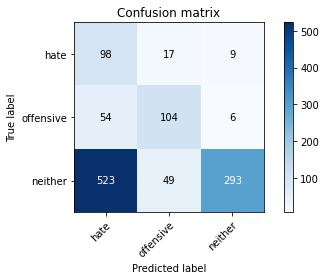 Confusion matrix
True label
hate 98 17 9
offensive 54 104 6
neither 523 49 293
hate offensive neither
Predicted label
500
400
300
200
100